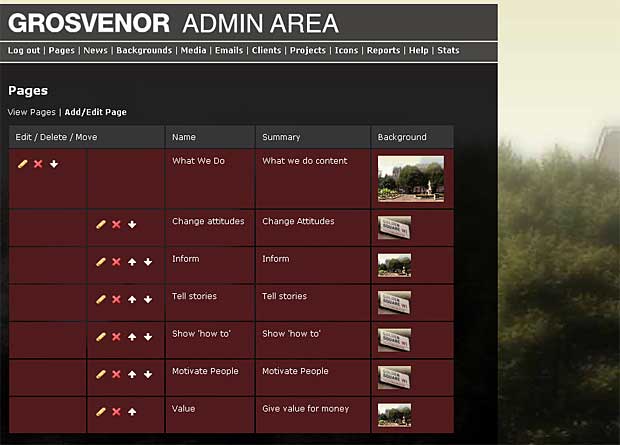 GROSVENOR ADMIN AREA
Log out | Pages | News | Backgrounds | Media | Emails | Clients | Projects | Icons | Reports | Help | Stats
Pages
View Pages | Add/Edit Page
Edit / Delete / Move Name Summary Background
What We Do What we do content
Change attitudes Change Attitudes
Inform Inform
Tell stories Tell stories
Show 'how to' Show 'how to'
Motivate People Motivate People
Value Give value for money